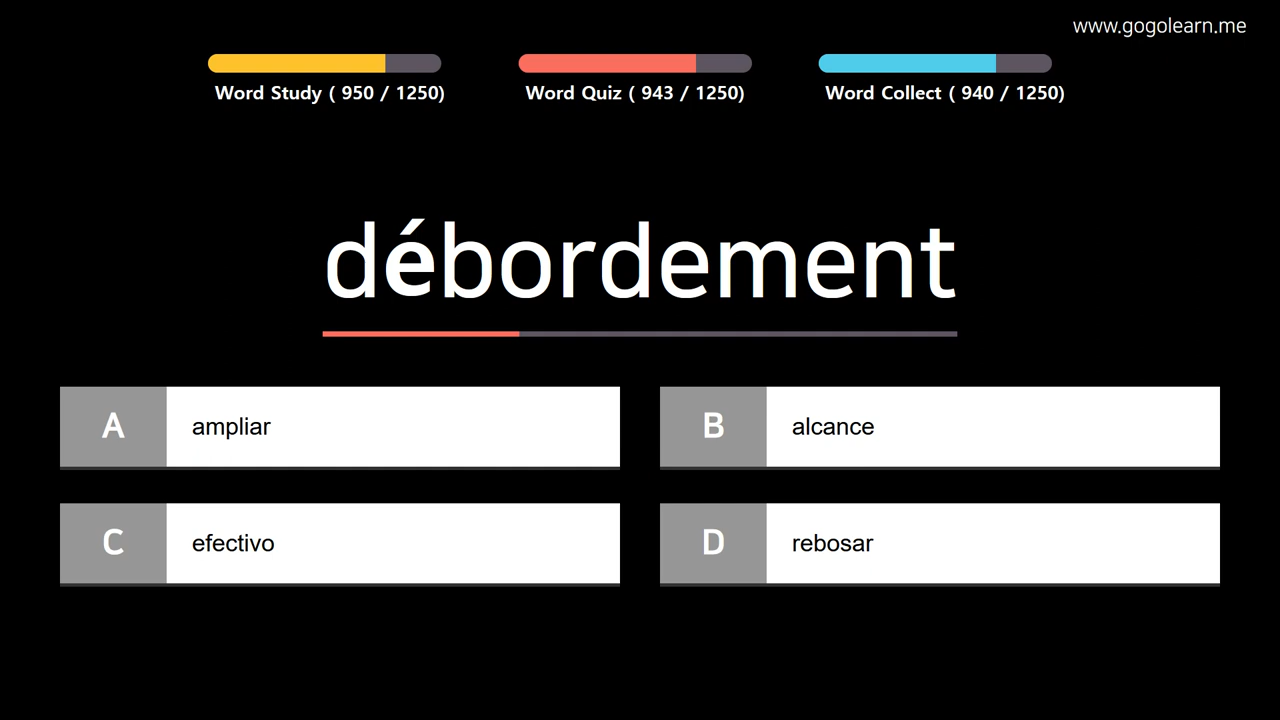 www.gogolearn.me
Word Study ( 950 / 1250)
Word Quiz ( 943 / 1250)
Word Collect ( 940 / 1250)
débordement
A ampliar
B alcance
C efectivo
D rebosar